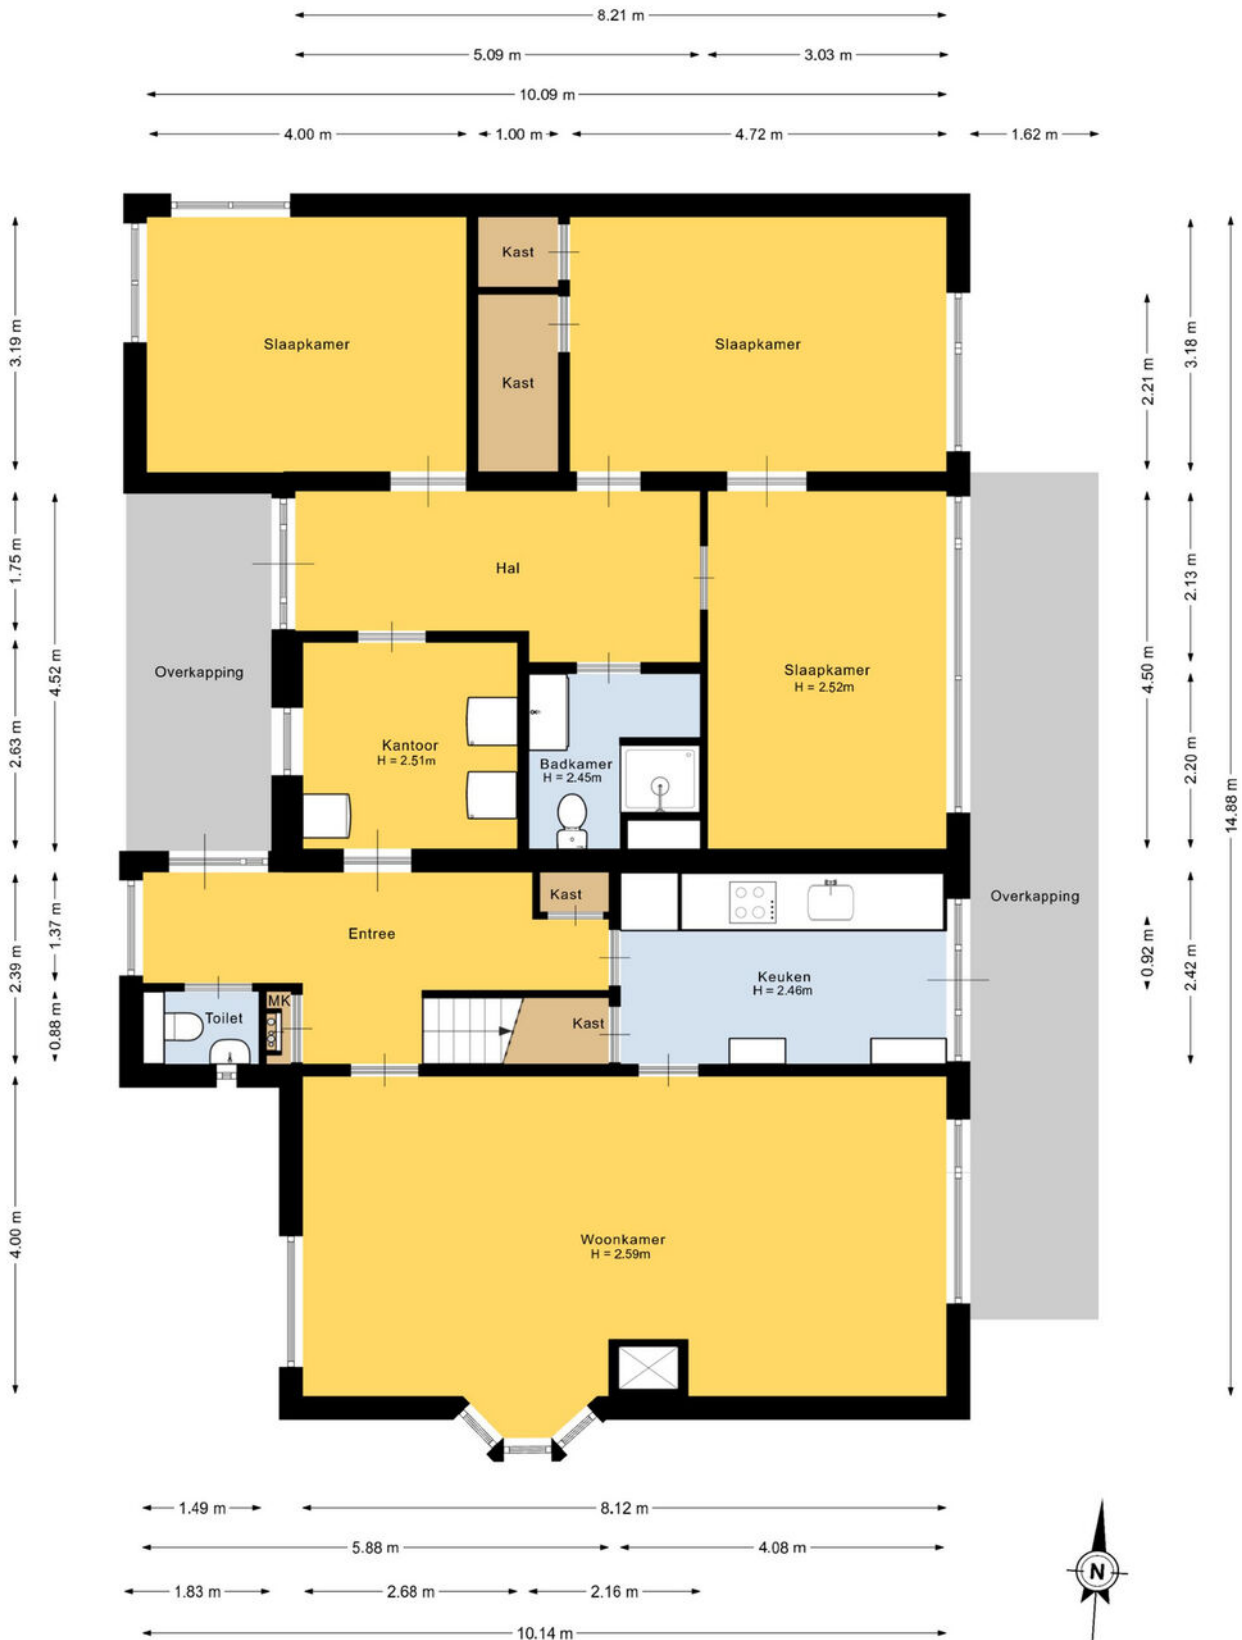 8.21 m
5.09 m
3.03 m
10.09 m
4.00 m
1.00 m
4.72 m
1.62 m
Kast
Slaapkamer
Slaapkamer
Kast
3.19 m
2.21 m
3.18 m
1.75 m
Hal
2.13 m
4.52 m
Overkapping
Slaapkamer
H = 2.52m
4.50 m
2.63 m
Kantoor
H = 2.51m
Badkamer
H = 2.45m
2.20 m
14.88 m
Kast
Overkapping
1.37 m
2.39 m
Entree
0.92 m
2.42 m
Keuken
H = 2.46m
MK
Toilet
Kast
0.88 m
4.00 m
Woonkamer
H = 2.59m
1.49 m
8.12 m
5.88 m
4.08 m
1.83 m
2.68 m
2.16 m
10.14 m
N